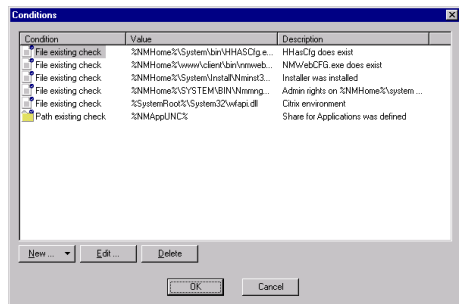 Conditions
Condition Value Description
File existing check %NMHome%\System\bin\HHASCfg.e... HHasCfg does exist
File existing check %NMHome%\www\client\bin\nmweb... NMWebCFG.exe does exist
File existing check %NMHome%\System\Install\Nminst3... Installer was installed
File existing check %NMHome%\SYSTEM\BIN\Nmmng... Admin rights on %NMHome%\system ...
File existing check %SystemRoot%\System32\wfapi.dll Citrix environment
Path existing check %NMAppUNC% Share for Applications was defined
New ... Edit ... Delete
OK Cancel